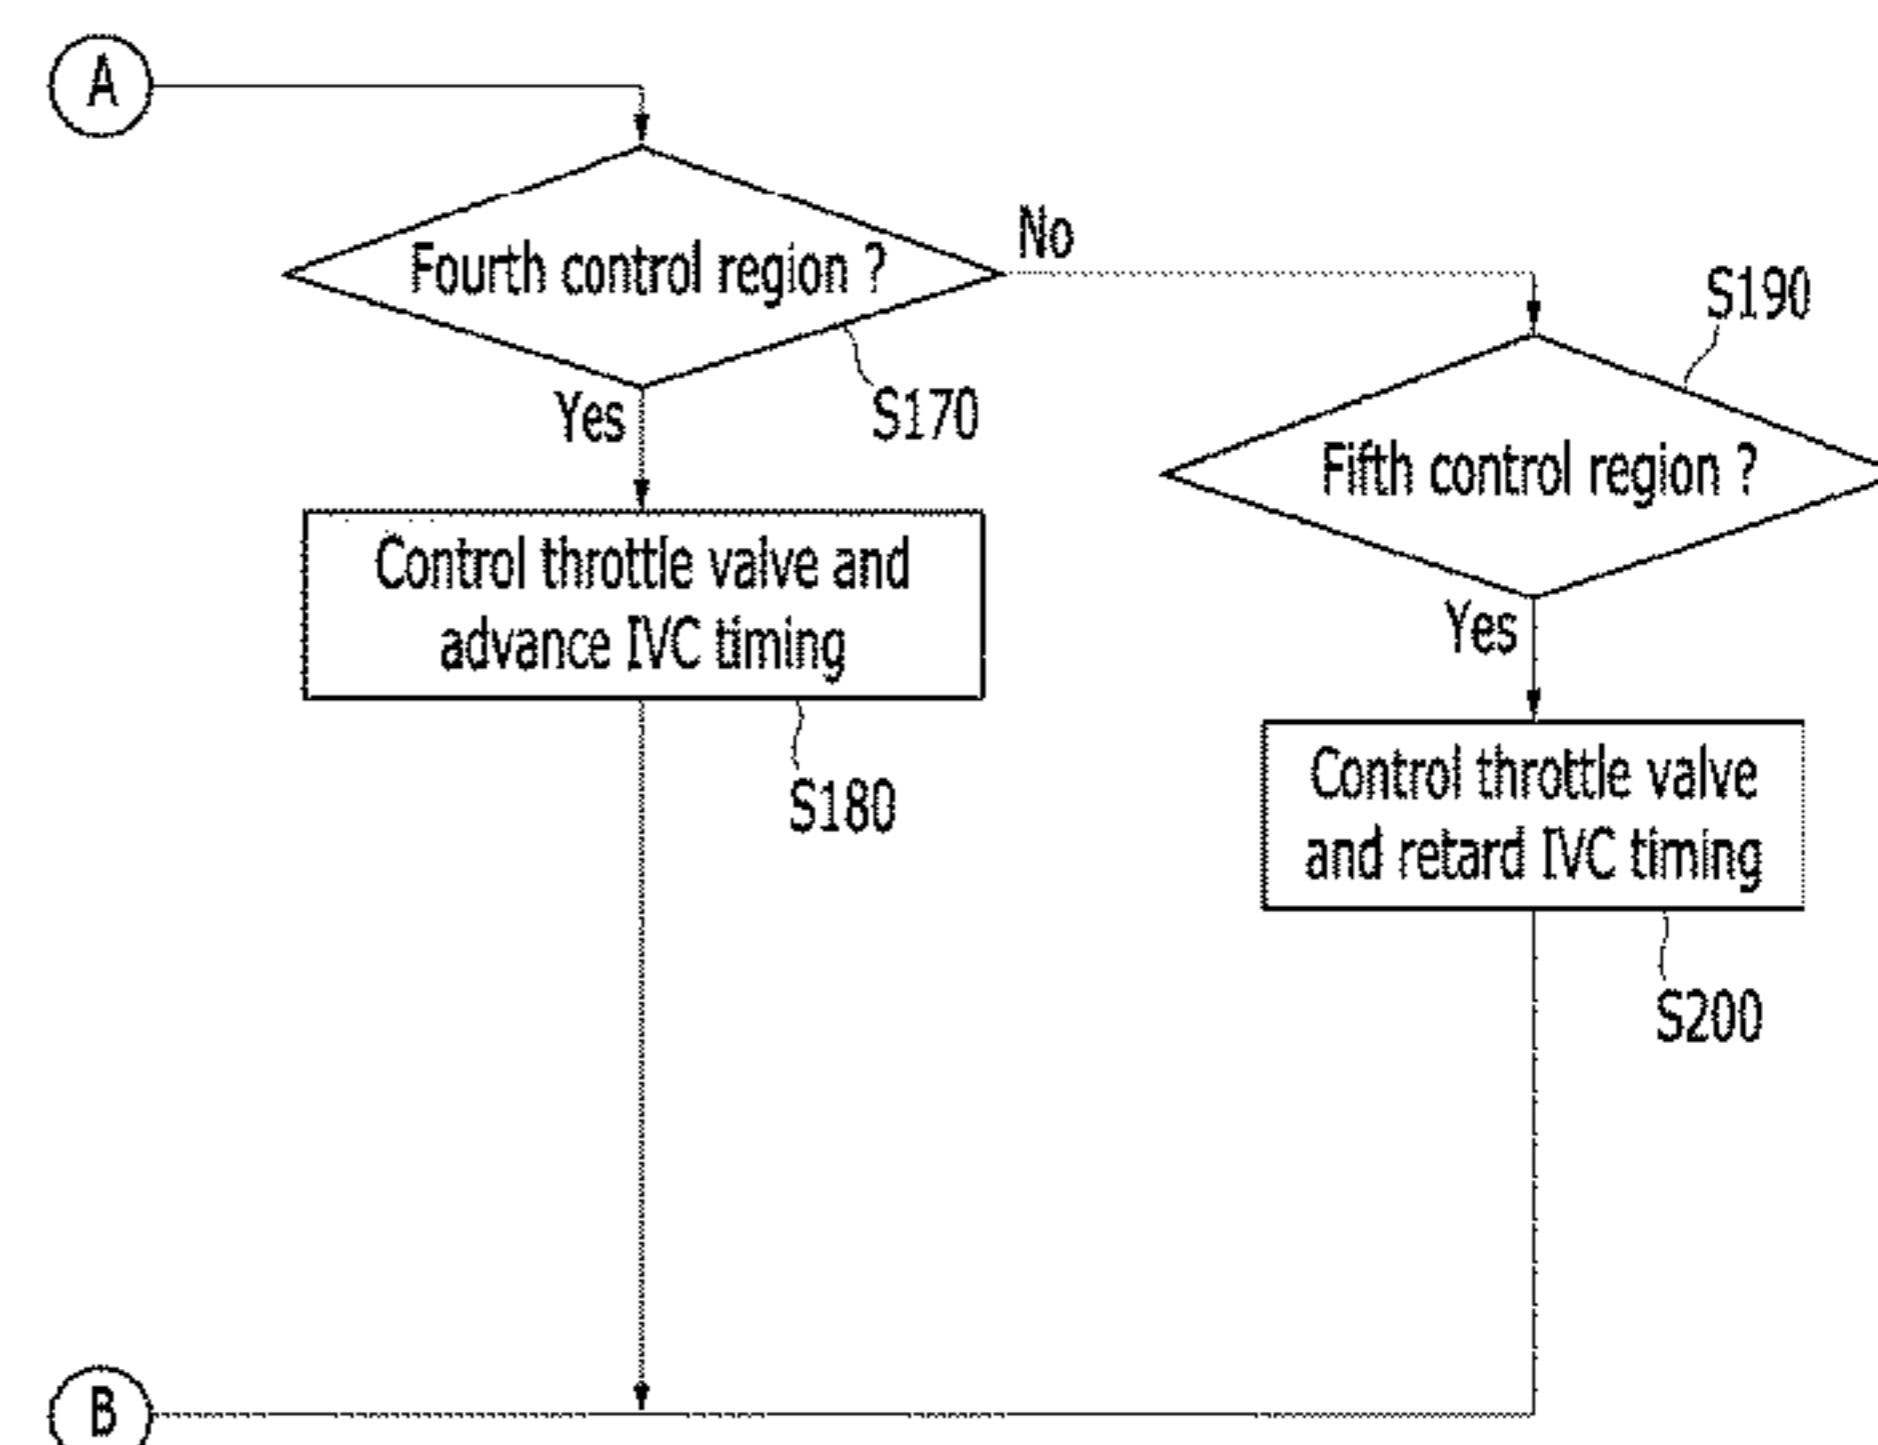 A
Fourth control region ?
No
S170
Yes
S190
Fifth control region ?
Control throttle valve and
advance IVC timing
S180
Yes
Control throttle valve
and retard IVC timing
S200
B